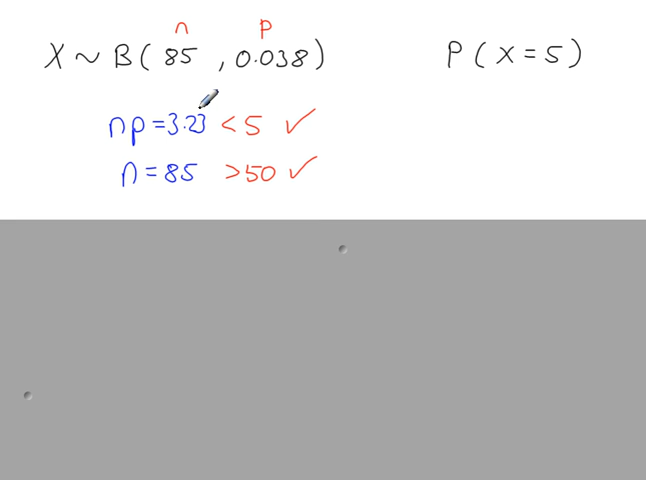 n p
X ~ B(85, 0.038) P(X=5)
np = 3.23 < 5 ✓
n = 85 > 50 ✓